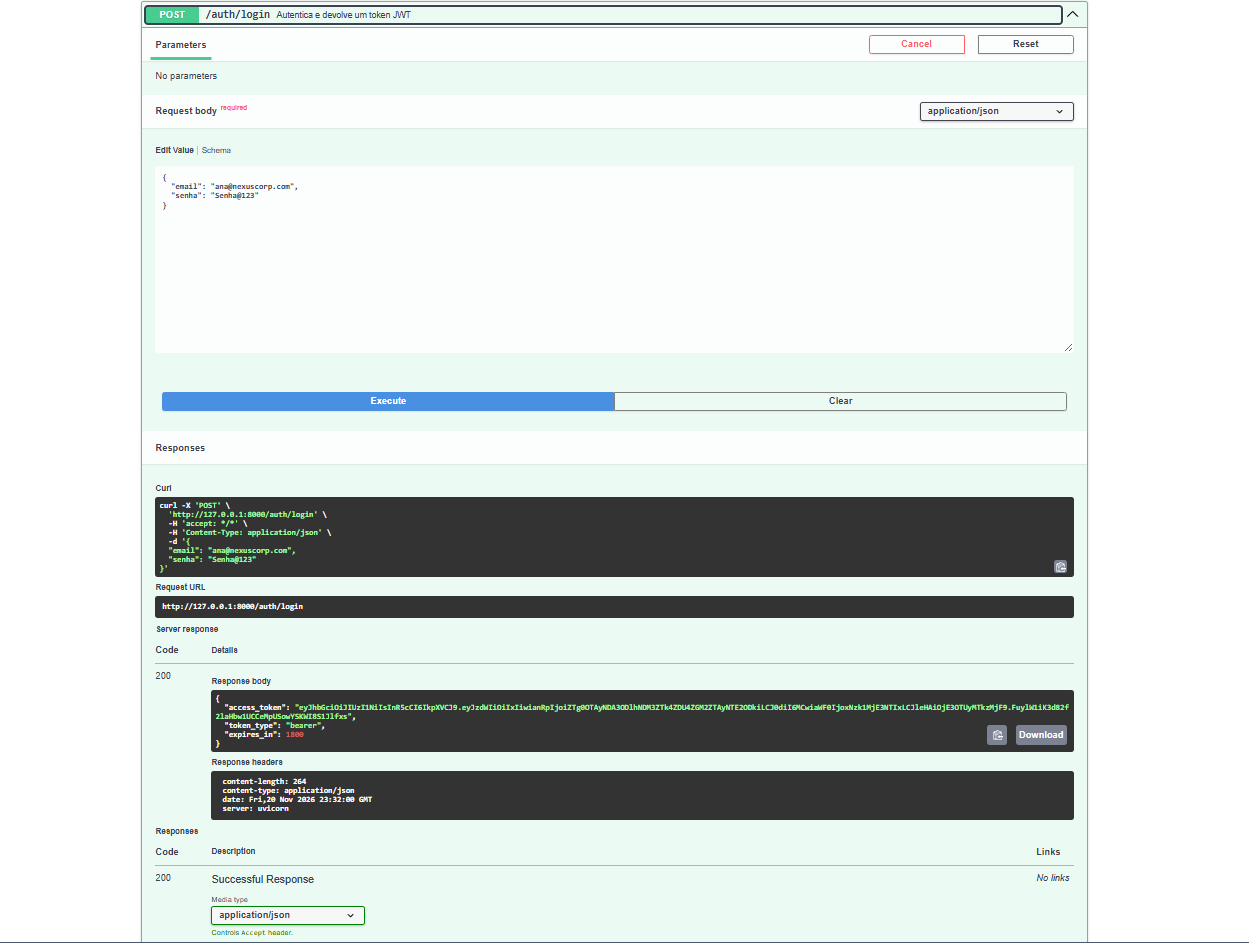 POST /auth/login Autentica e devolve um token JWT
Parameters
Cancel
Reset
No parameters
Request body required
application/json
Edit Value | Schema
{
  "email": "ana@nexuscorp.com",
  "senha": "Senha@123"
}
Execute
Clear
Responses
Curl
curl -X 'POST' \
  'http://127.0.0.1:8000/auth/login' \
  -H 'accept: */*' \
  -H 'Content-Type: application/json' \
  -d '{
  "email": "ana@nexuscorp.com",
  "senha": "Senha@123"
}'
Request URL
http://127.0.0.1:8000/auth/login
Server response
Code Details
200
Response body
{
  "access_token":
  "token_type": "bearer",
  "expires_in": 1800
}
Download
Response headers
content-length: 264
content-type: application/json
date: Fri,20 Nov 2026 23:32:00 GMT
server: uvicorn
Responses
Code Description Links
200 Successful Response No links
Media type
application/json
Controls Accept header.